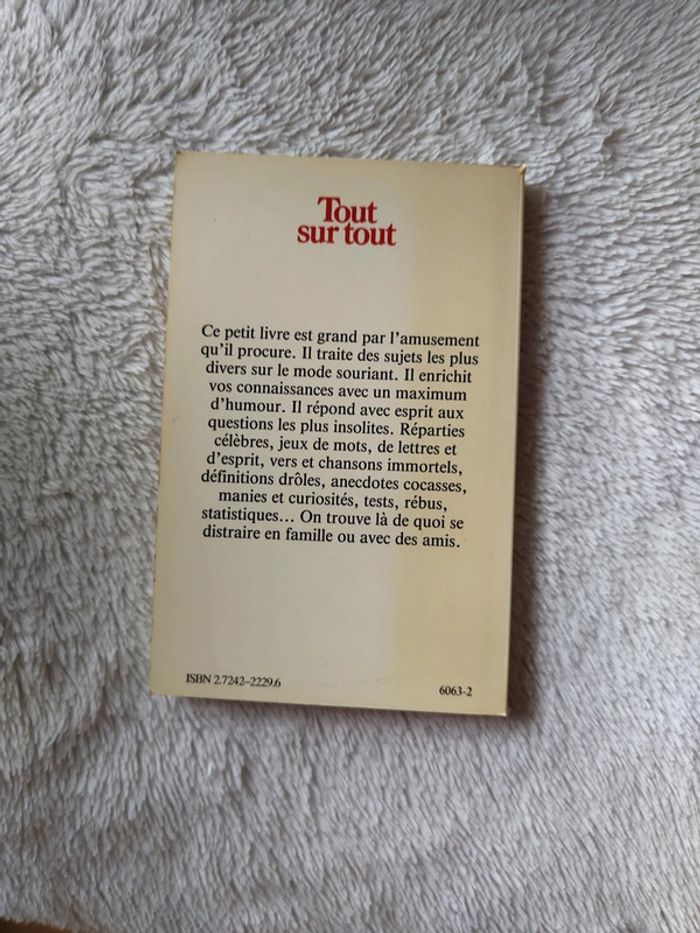 Tout
sur tout
Ce petit livre est grand par l'amusement
qu'il procure. Il traite des sujets les plus
divers sur le mode souriant. Il enrichit
vos connaissances avec un maximum
d'humour. Il répond avec esprit aux
questions les plus insolites. Réparties
célèbres, jeux de mots, de lettres et
d'esprit, vers et chansons immortels,
définitions drôles, anecdotes cocasses,
manies et curiosités, tests, rébus,
statistiques... On trouve là de quoi se
distraire en famille ou avec des amis.
ISBN 2.7242-2229.6
6063-2